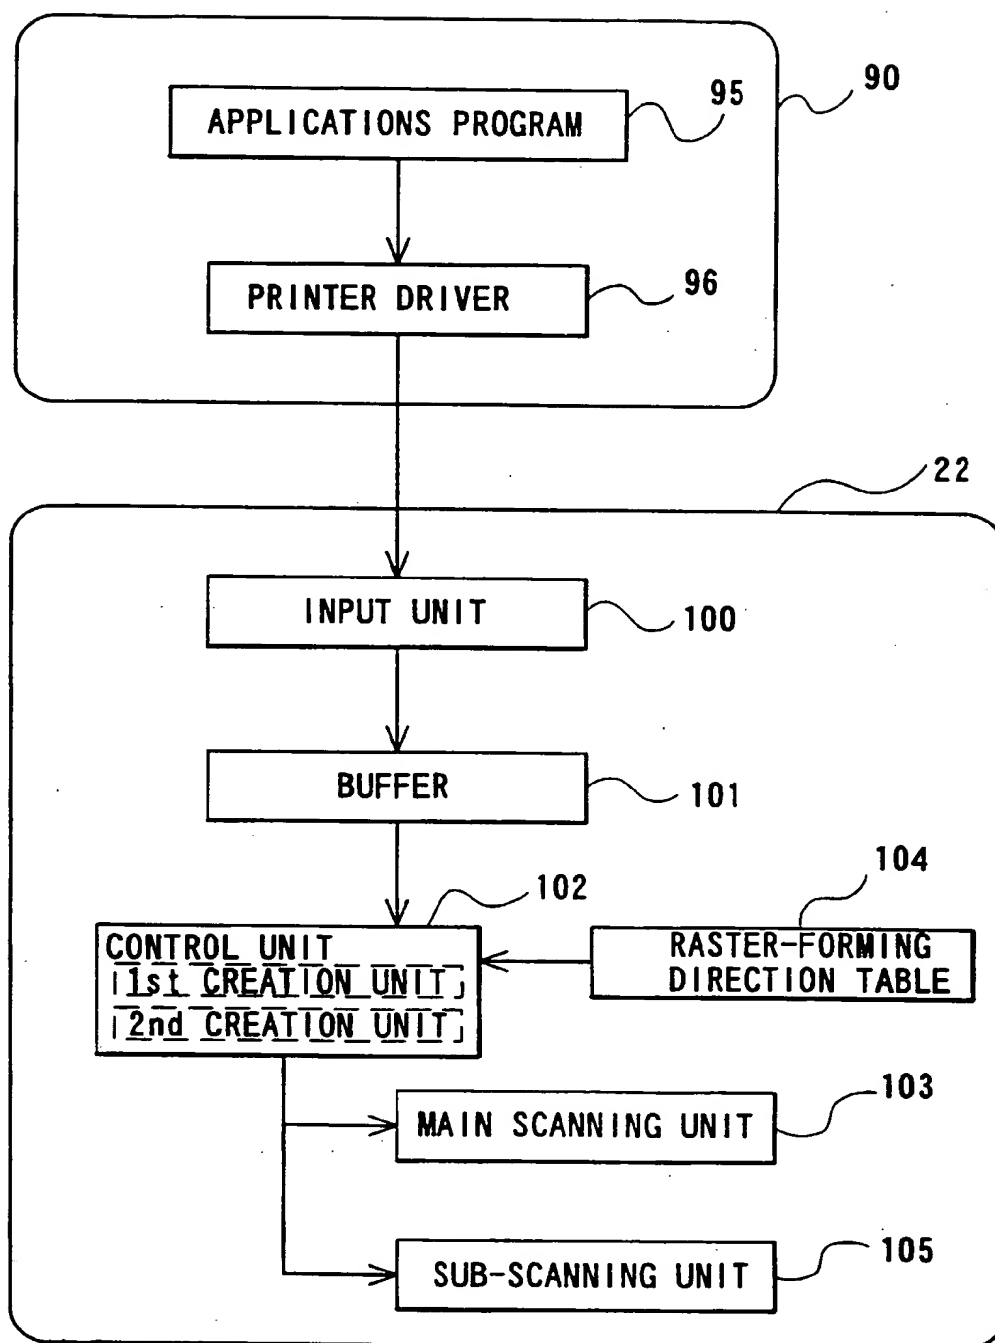 90
95
APPLICATIONS PROGRAM
96
PRINTER DRIVER
22
INPUT UNIT
100
BUFFER
101
104
102
CONTROL UNIT
1st CREATION UNIT
2nd CREATION UNIT
RASTER-FORMING
DIRECTION TABLE
103
MAIN SCANNING UNIT
105
SUB-SCANNING UNIT